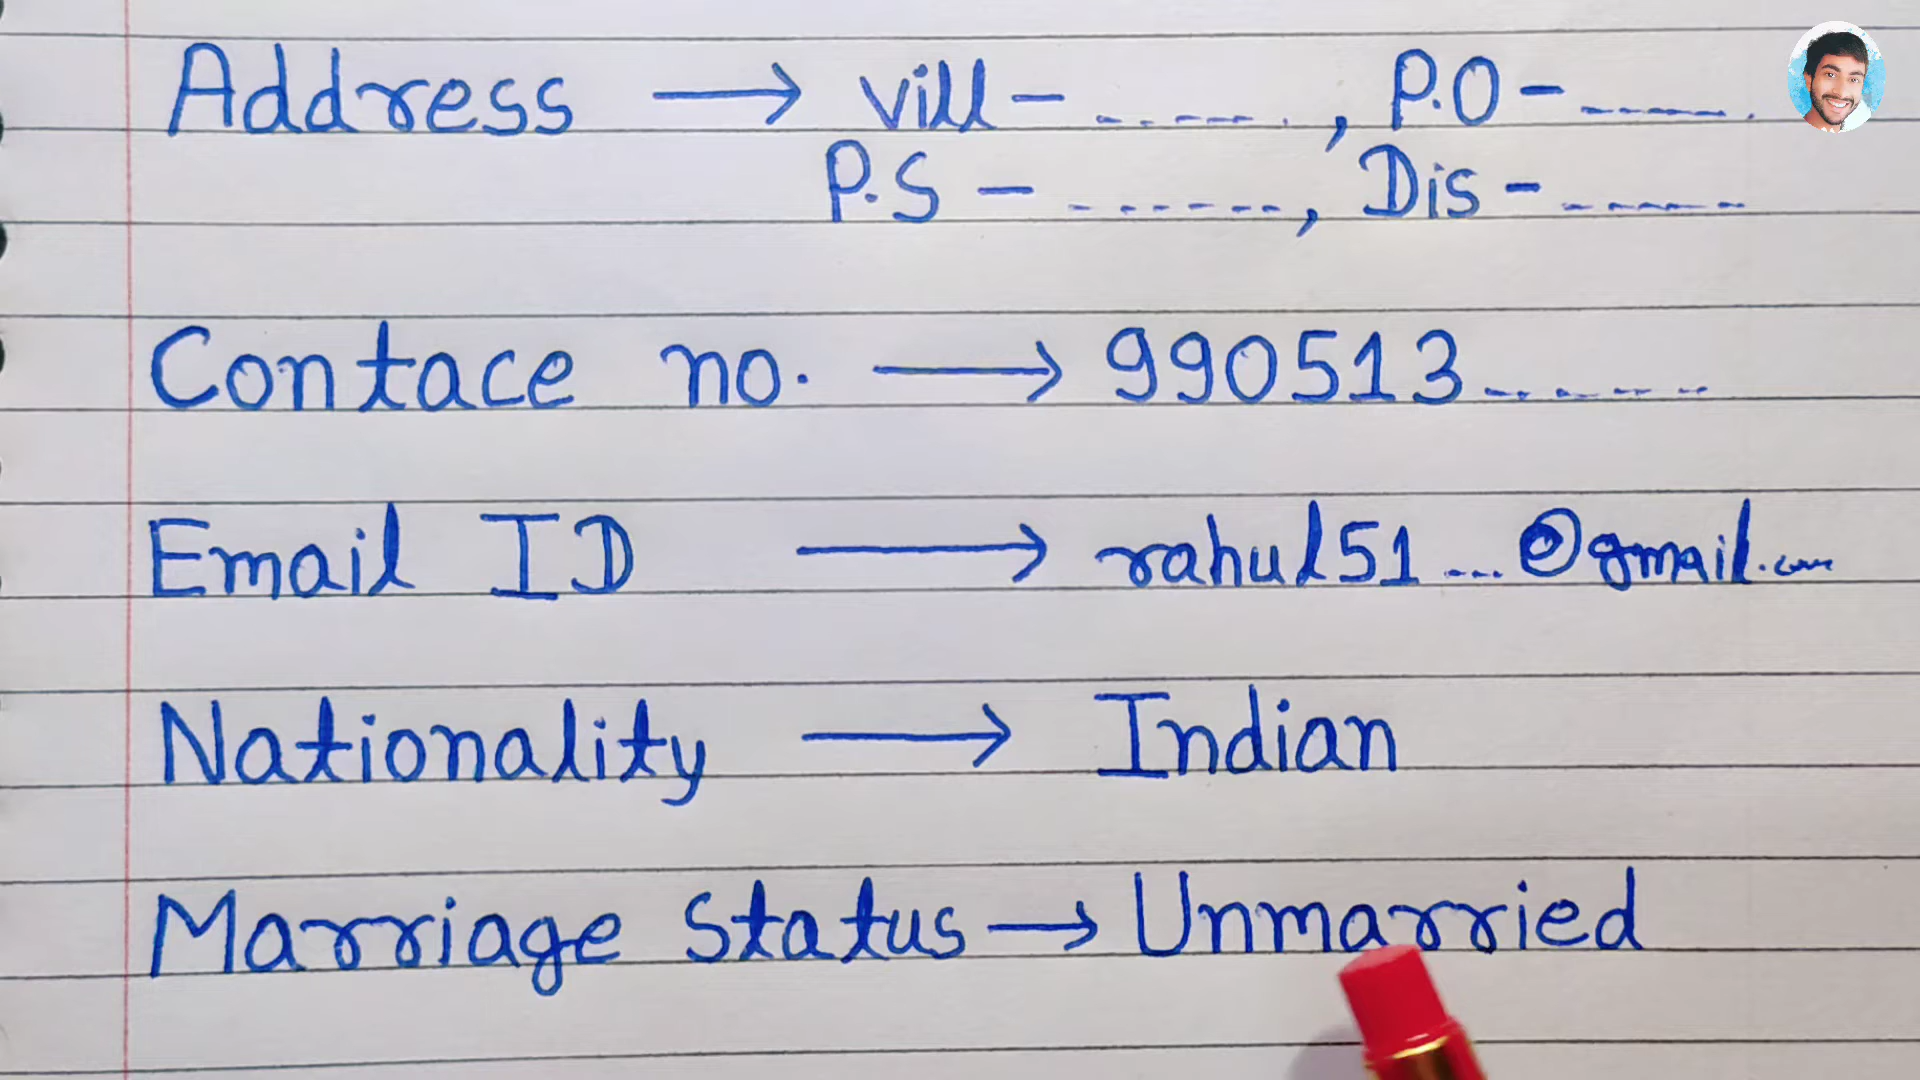 Address → Vill - ------, P.O - ------.
P.S - -------, Dis - ------
Contace no. → 990513------
Email ID → rahul51...@gmail.com
Nationality → Indian
Marriage Status → Unmarried